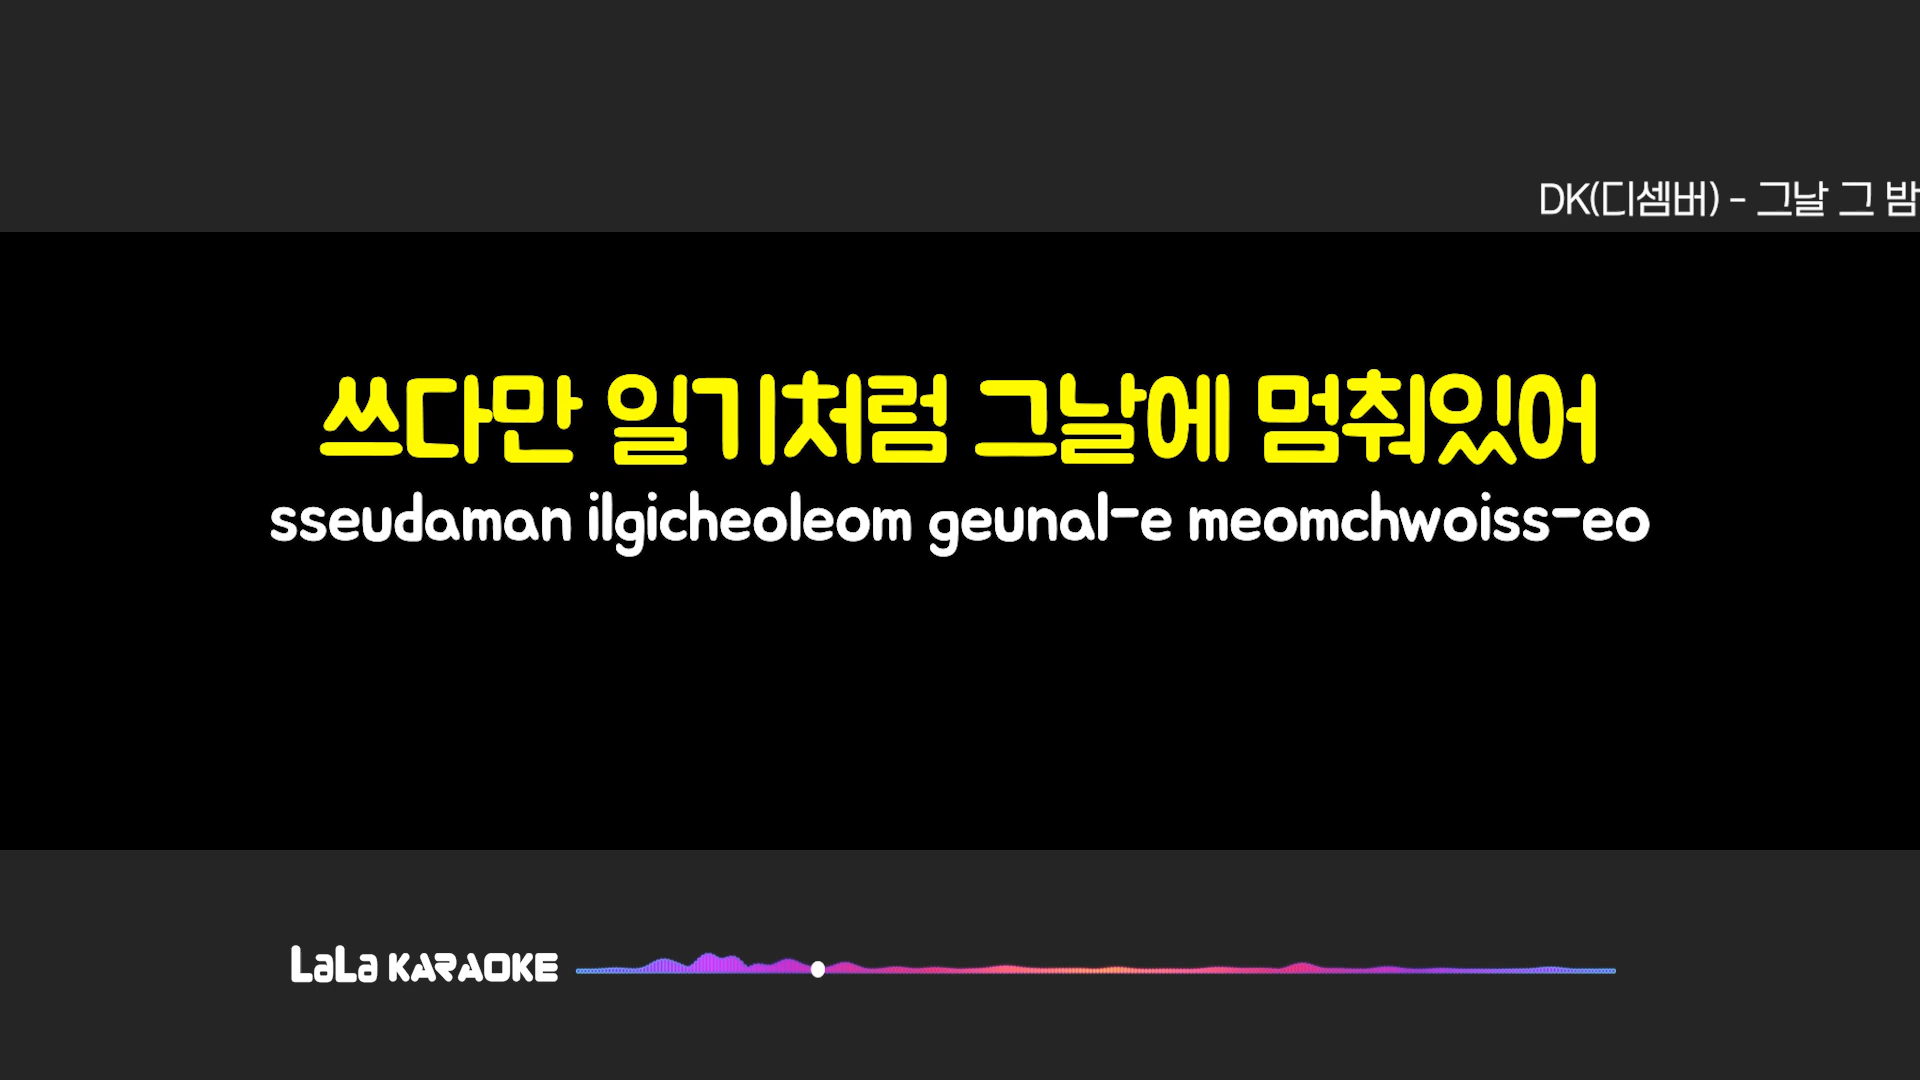 DK(디셈버) - 그날 그 밤
쓰다만 일기처럼 그날에 멈춰있어
sseudaman ilgicheoleom geunal-e meomchwoiss-eo
LaLa KARAOKE